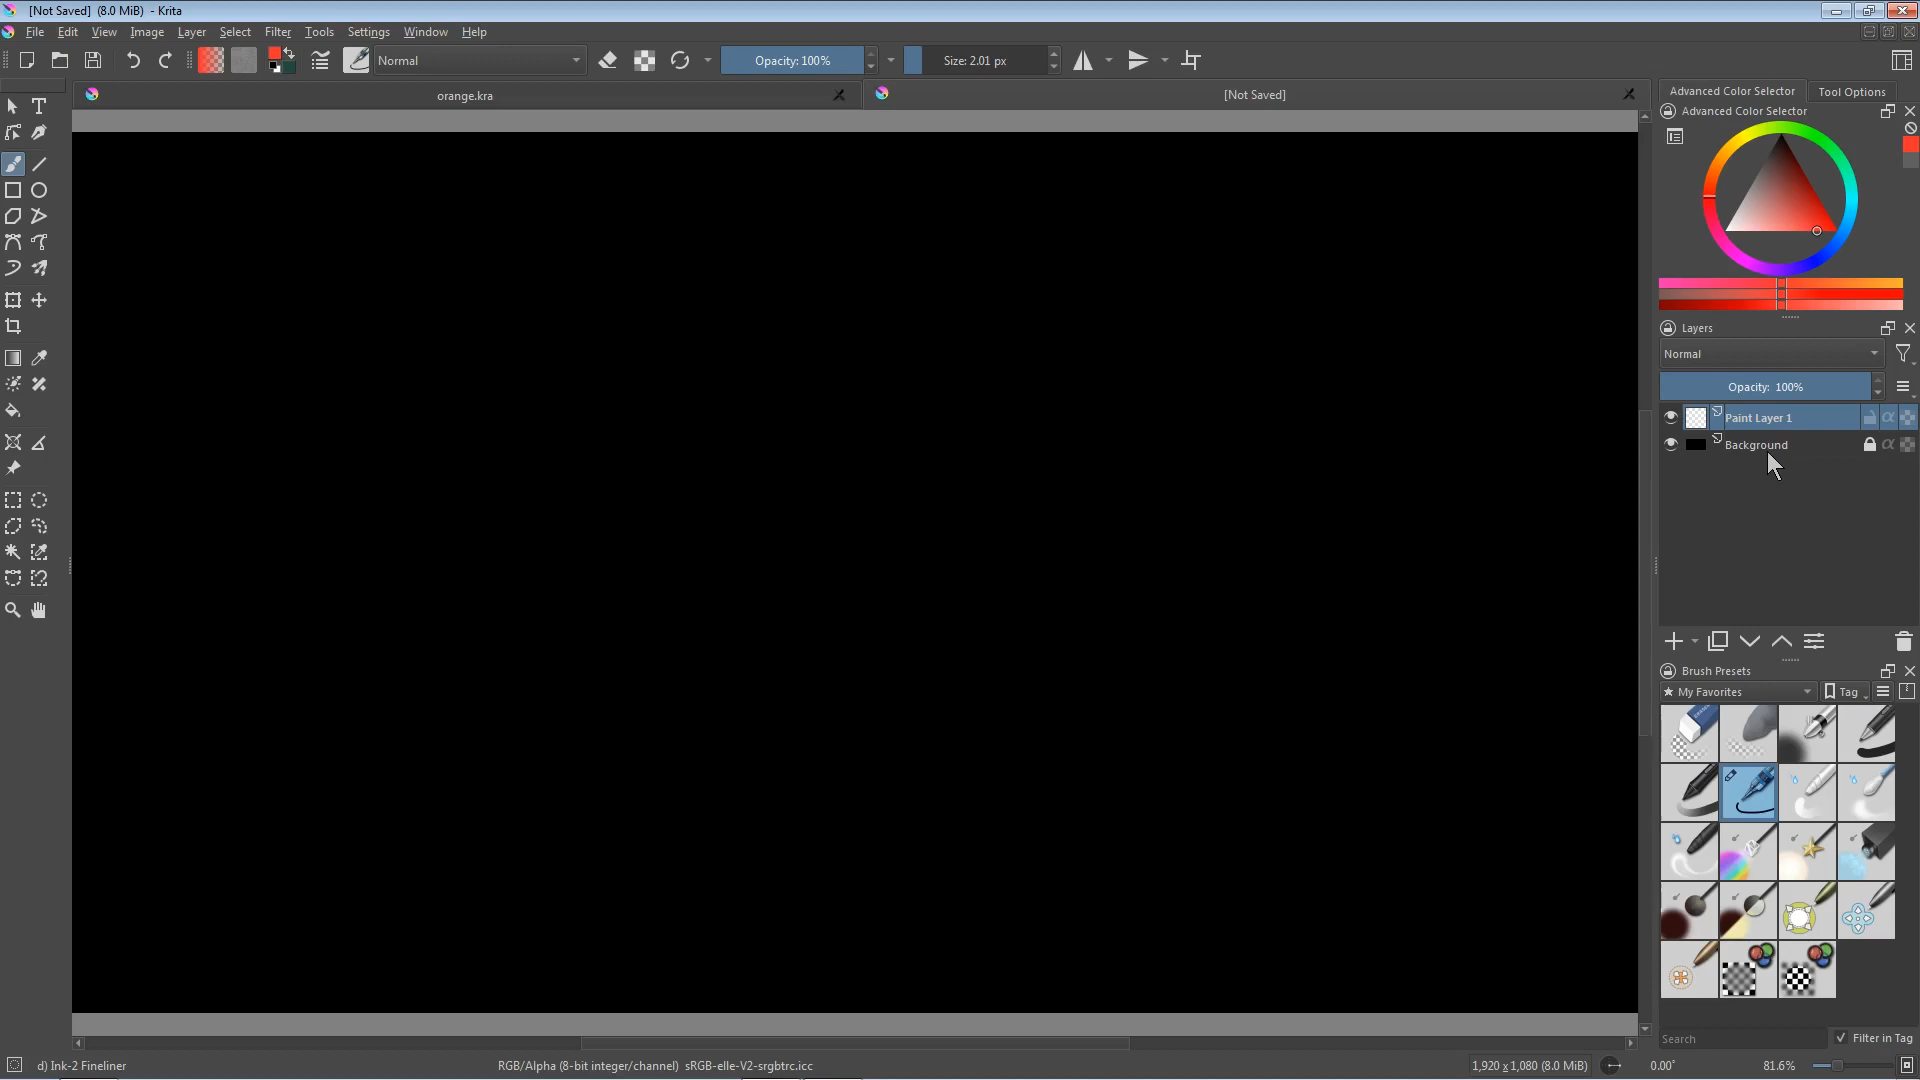 [Not Saved]  (8.0 MiB)  - Krita
File Edit View Image Layer Select Filter Tools Settings Window Help
Normal Opacity: 100% Size: 2.01 px
orange.kra [Not Saved]
Advanced Color Selector Tool Options
Advanced Color Selector
Layers
Normal
Opacity:  100%
Paint Layer 1
Background
Brush Presets
My Favorites Tag
Search Filter in Tag
d) Ink-2 Fineliner RGB/Alpha (8-bit integer/channel)  sRGB-elle-V2-srgbtrc.icc 1,920 x 1,080 (8.0 MiB) 0.00° 81.6%